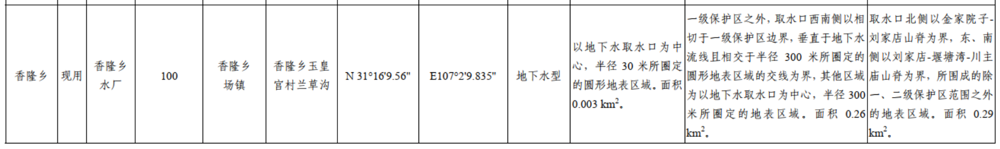 香隆乡
现用
香隆乡
水厂
100
香隆乡
场镇
香隆乡玉皇
官村兰草沟
N 31°16'9.56"
E107°2'9.835"
地下水型
以地下水取水口为中
心，半径 30 米所圈定
的圆形地表区域。面积
0.003 km²。
一级保护区之外，取水口西南侧以相
切于一级保护区边界，垂直于地下水
流线且相交于半径 300 米所圈定的
圆形地表区域的交线为界，其他区域
为以地下水取水口为中心，半径 300
米所圈定的地表区域。面积 0.26
km²。
取水口北侧以金家院子-
刘家店山脊为界，东、南
侧以刘家店-堰塘湾-川主
庙山脊为界，所围成的除
一、二级保护区范围之外
的地表区域。面积 0.29
km²。